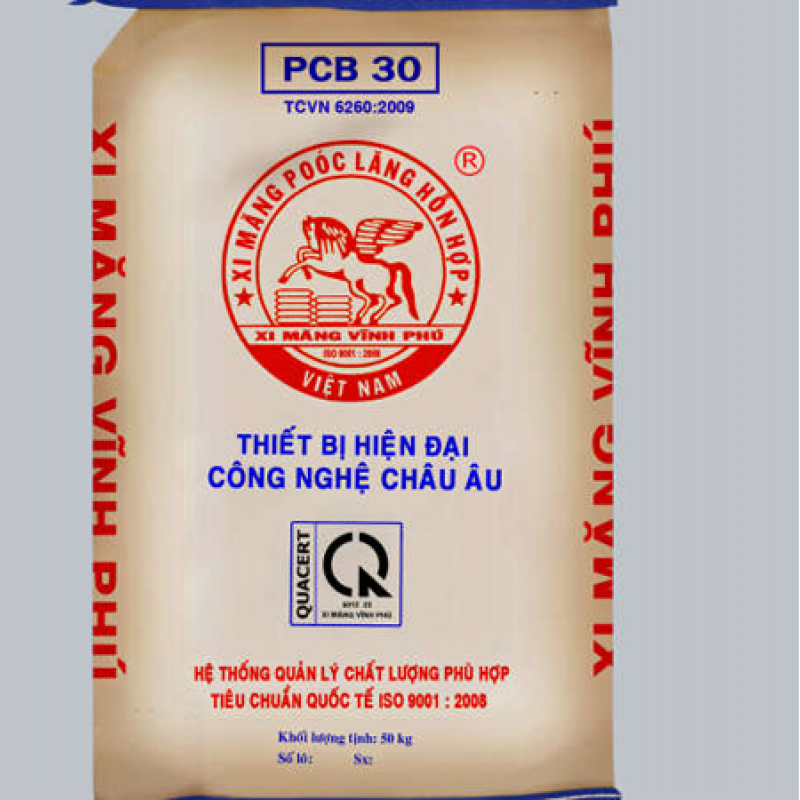 PCB 30
TCVN 6260:2009
XI MĂNG POÓC LĂNG HỖN HỢP
®
XI MĂNG VĨNH PHÚ
ISO 9001 : 2008
VIỆT NAM
THIẾT BỊ HIỆN ĐẠI
CÔNG NGHỆ CHÂU ÂU
QUACERT
XI MĂNG VĨNH PHÚ
HỆ THỐNG QUẢN LÝ CHẤT LƯỢNG PHÙ HỢP
TIÊU CHUẨN QUỐC TẾ ISO 9001 : 2008
Khối lượng tịnh: 50 kg
Số lô: Sx:
XI MĂNG VĨNH PHÚ
XI MĂNG VĨNH PHÚ